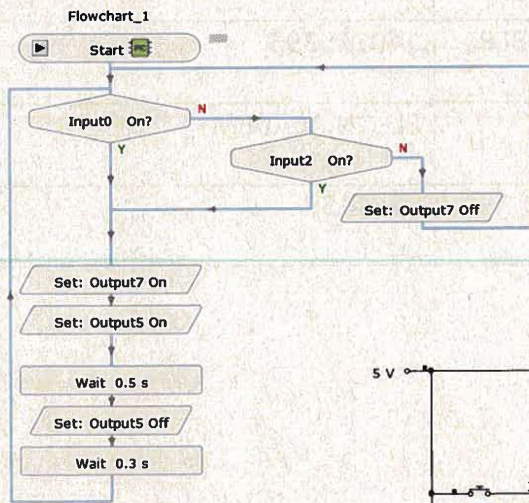 Flowchart_1
Start PIC
Input0 On?
N
Y
Input2 On?
N
Y
Set: Output7 Off
Set: Output7 On
Set: Output5 On
Wait 0.5 s
Set: Output5 Off
Wait 0.3 s
5 V